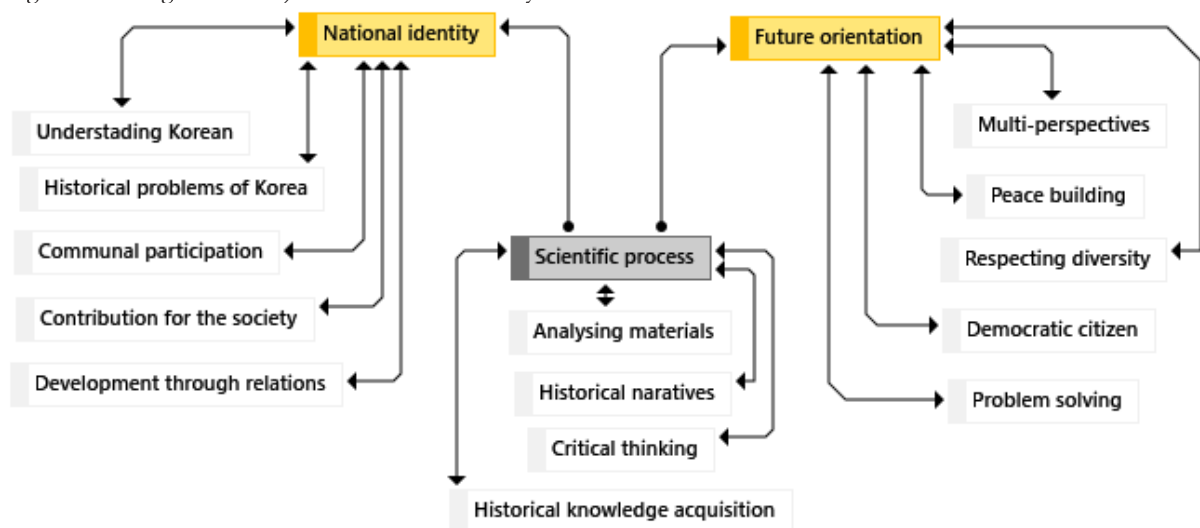 National identity
Future orientation
Understading Korean
Historical problems of Korea
Communal participation
Contribution for the society
Development through relations
Scientific process
Analysing materials
Historical naratives
Critical thinking
Historical knowledge acquisition
Multi-perspectives
Peace building
Respecting diversity
Democratic citizen
Problem solving